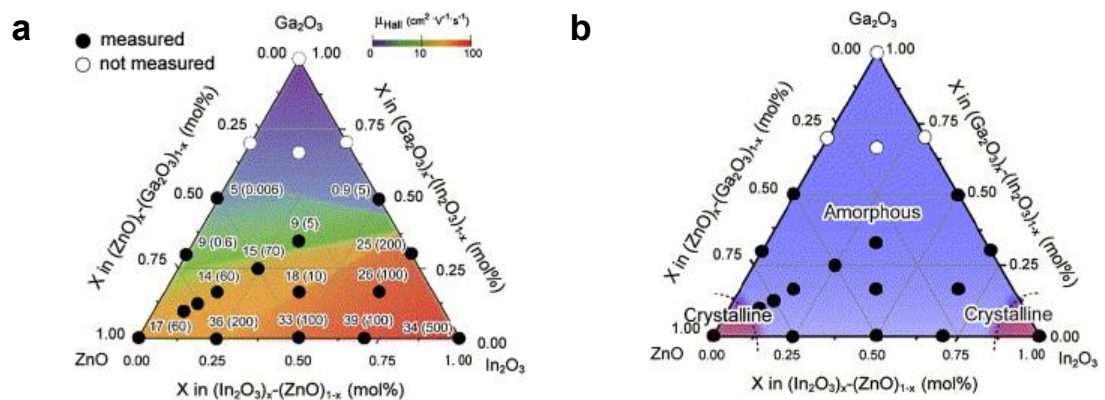 a
measured
not measured
μHall (cm² ·V⁻¹·s⁻¹)
0 10 100
Ga₂O₃
0.00 1.00
X in (ZnO)ₓ-(Ga₂O₃)₁₋ₓ (mol%)
X in (Ga₂O₃)ₓ-(In₂O₃)₁₋ₓ (mol%)
0.25 0.75
0.50 5 (0.006) 0.9 (5) 0.50
9 (5)
0.75 9 (0.6) 15 (70) 25 (200) 0.25
14 (60) 18 (10) 26 (100)
17 (60) 36 (200) 33 (100) 39 (100) 34 (500)
1.00 0.00
ZnO 0.00 0.25 0.50 0.75 1.00 In₂O₃
X in (In₂O₃)ₓ-(ZnO)₁₋ₓ (mol%)
b
Ga₂O₃
0.00 1.00
X in (ZnO)ₓ-(Ga₂O₃)₁₋ₓ (mol%)
X in (Ga₂O₃)ₓ-(In₂O₃)₁₋ₓ (mol%)
0.25 0.75
0.50 0.50
Amorphous
0.75 0.25
Crystalline Crystalline
1.00 0.00
ZnO 0.00 0.25 0.50 0.75 1.00 In₂O₃
X in (In₂O₃)ₓ-(ZnO)₁₋ₓ (mol%)